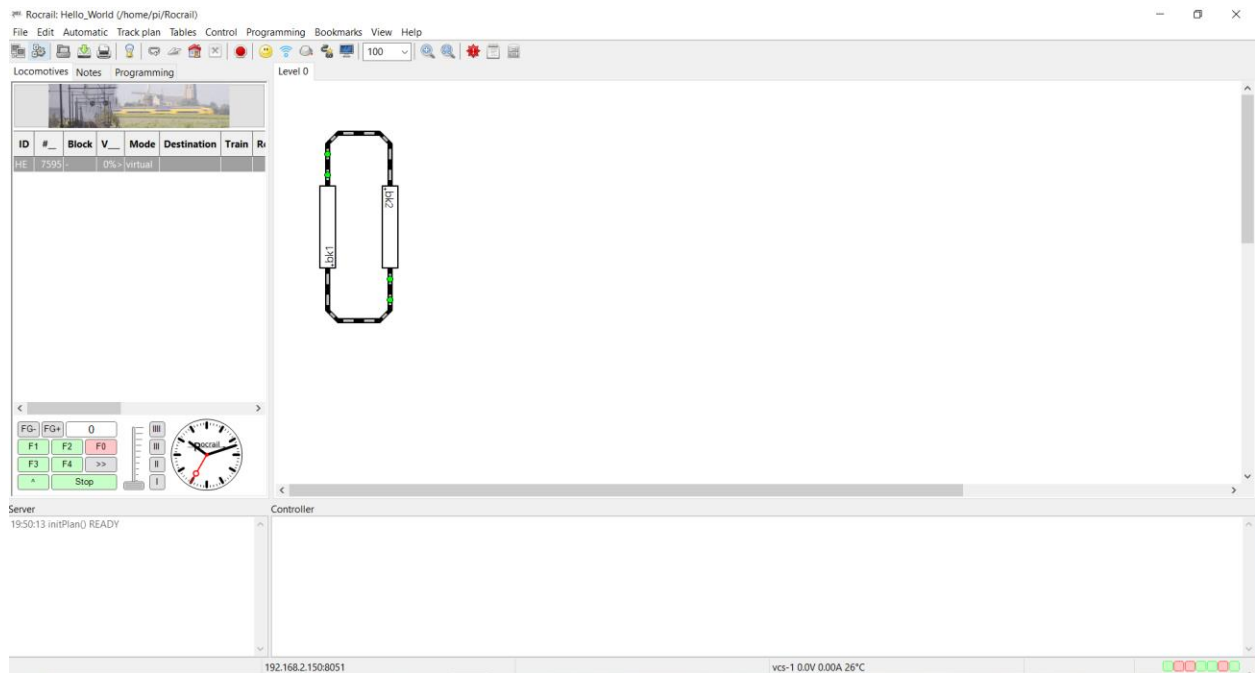 Rocrail: Hello_World (/home/pi/Rocrail)
File Edit Automatic Track plan Tables Control Programming Bookmarks View Help
100
Locomotives Notes Programming
Level 0
ID #__ Block V__ Mode Destination Train
HE 7595 - 0%> virtual
.bk2
.bk1
FG- FG+ 0 IIII
F1 F2 F0 III
F3 F4 >> II
^ Stop I
Server
Controller
19:50:13 initPlan() READY
192.168.2.150:8051
vcs-1 0.0V 0.00A 26°C